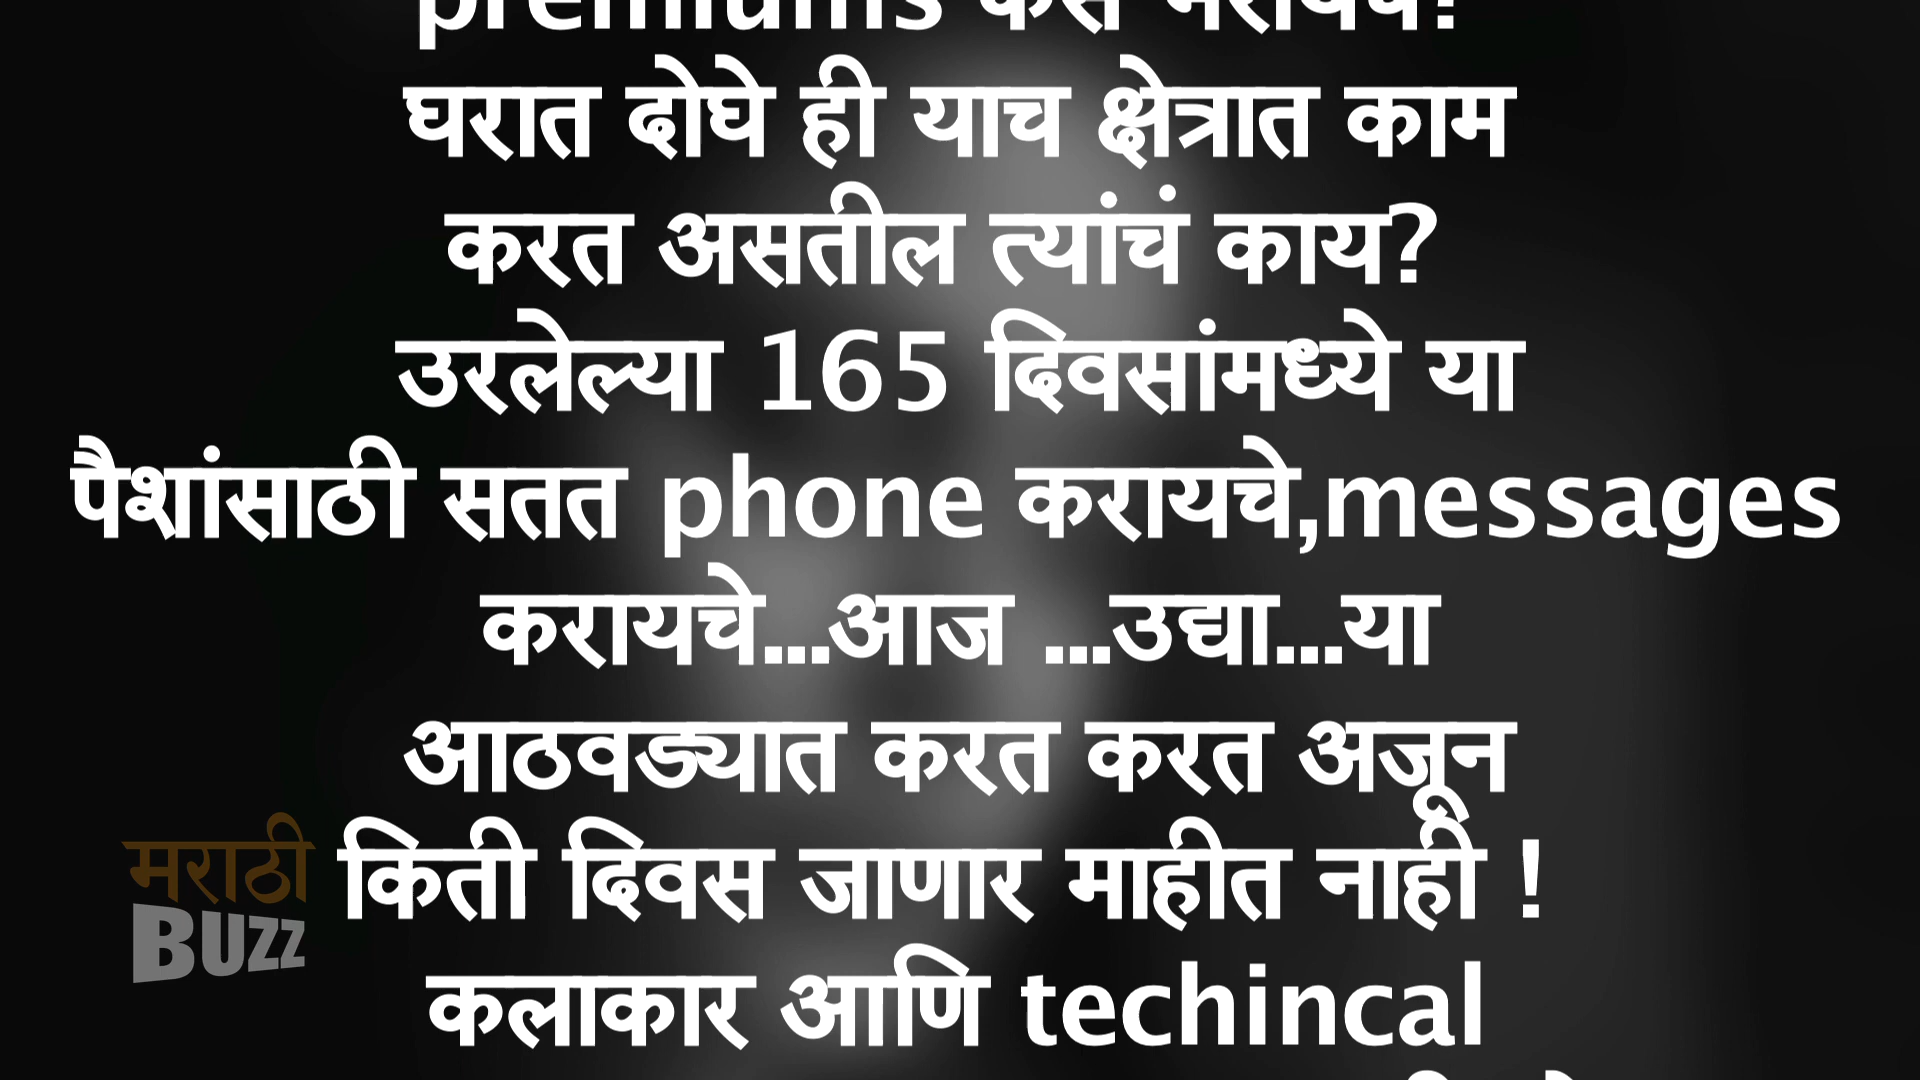 premiums कसे भरायचे?
घरात दोघे ही याच क्षेत्रात काम
करत असतील त्यांचं काय?
उरलेल्या 165 दिवसांमध्ये या
पैशांसाठी सतत phone करायचे,messages
करायचे...आज ...उद्या...या
आठवड्यात करत करत अजून
किती दिवस जाणार माहीत नाही !
कलाकार आणि techincal
मराठी
BUZZ